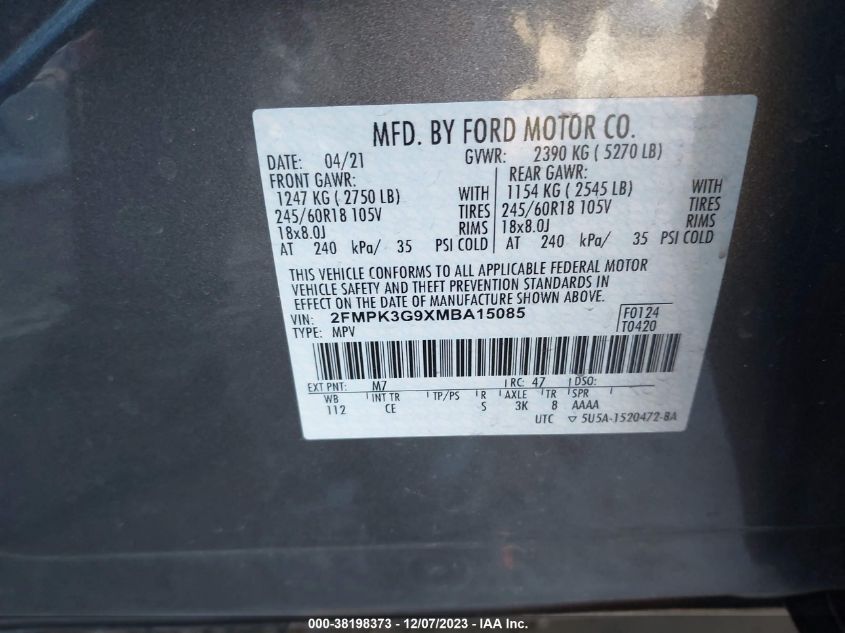 MFD. BY FORD MOTOR CO.
DATE: 04/21 GVWR: 2390 KG ( 5270 LB)
FRONT GAWR: REAR GAWR:
1247 KG ( 2750 LB) WITH 1154 KG ( 2545 LB) WITH
245/60R18 105V TIRES 245/60R18 105V TIRES
18x8.0J RIMS 18x8.0J RIMS
AT 240 kPa/ 35 PSI COLD AT 240 kPa/ 35 PSI COLD
THIS VEHICLE CONFORMS TO ALL APPLICABLE FEDERAL MOTOR
VEHICLE SAFETY AND THEFT PREVENTION STANDARDS IN
EFFECT ON THE DATE OF MANUFACTURE SHOWN ABOVE.
VIN: 2FMPK3G9XMBA15085 F0124
TYPE: MPV T0420
EXT PNT: M7 RC: 47 DSO:
WB INT TR TP/PS R AXLE TR SPR
112 CE S 3K 8 AAAA
UTC ▽ 5U5A-1520472-BA
000-38198373 - 12/07/2023 - IAA Inc.